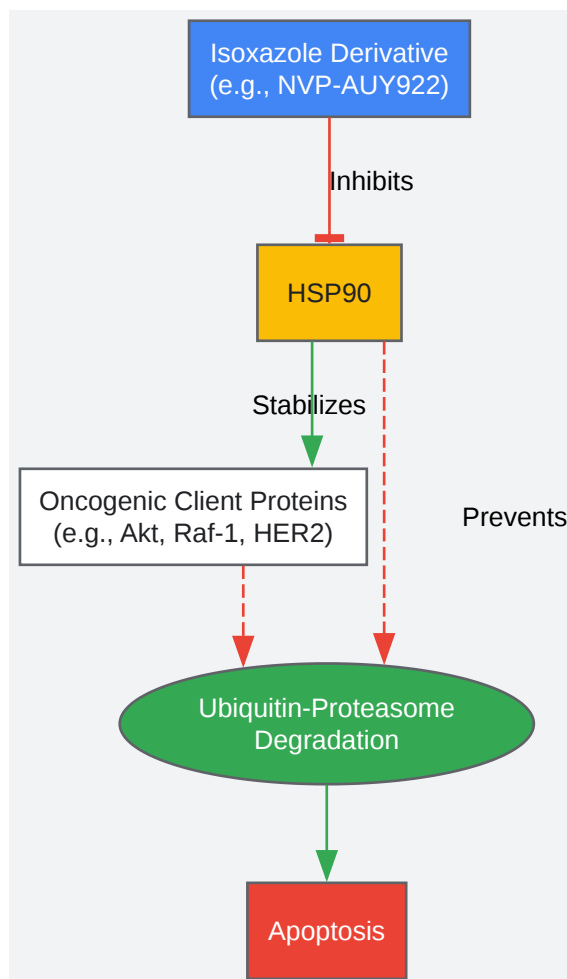 Isoxazole Derivative
(e.g., NVP-AUY922)
Inhibits
HSP90
Stabilizes
Oncogenic Client Proteins
(e.g., Akt, Raf-1, HER2)
Prevents
Ubiquitin-Proteasome
Degradation
Apoptosis